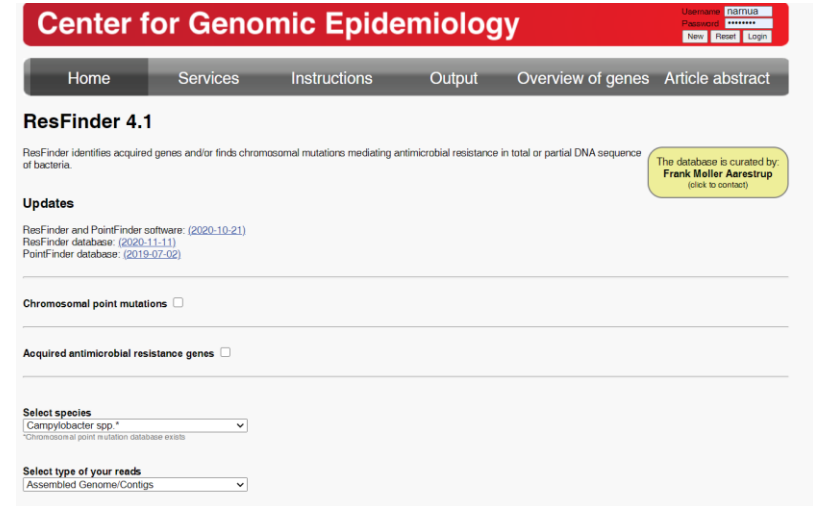 Center for Genomic Epidemiology
Username narnua
Password ••••••••
New Reset Login
Home Services Instructions Output Overview of genes Article abstract
ResFinder 4.1
ResFinder identifies acquired genes and/or finds chromosomal mutations mediating antimicrobial resistance in total or partial DNA sequence
of bacteria.
The database is curated by:
Frank Møller Aarestrup
(click to contact)
Updates
ResFinder and PointFinder software: (2020-10-21)
ResFinder database: (2020-11-11)
PointFinder database: (2019-07-02)
Chromosomal point mutations
Acquired antimicrobial resistance genes
Select species
Campylobacter spp.*
*Chromosomal point mutation database exists
Select type of your reads
Assembled Genome/Contigs